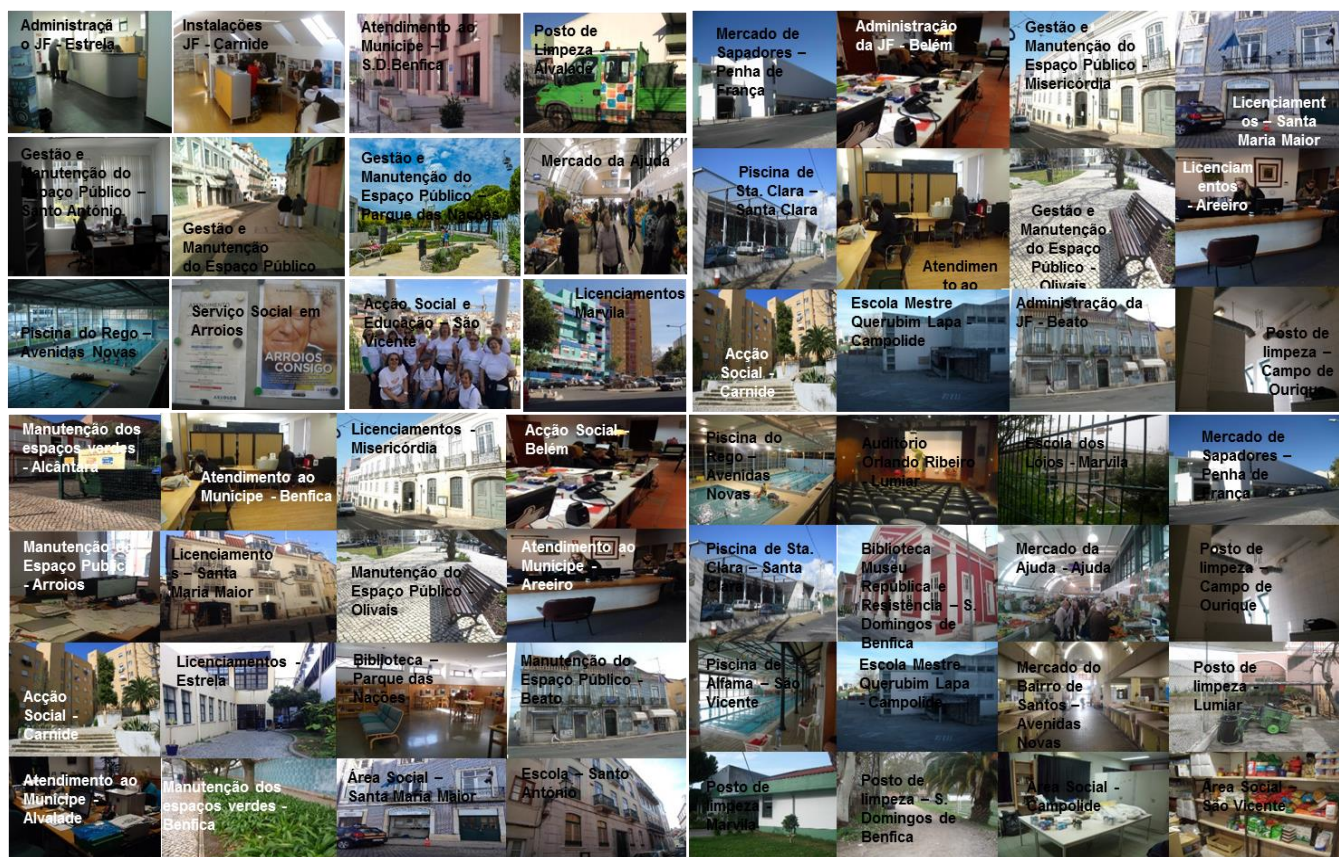 Administraçã
o JF - Estrela
Instalações
JF - Carnide
Atendimento ao
Munícipe –
S.D.Benfica
Posto de
Limpeza -
Alvalade
Gestão e
Manutenção do
Espaço Público –
Santo António
Gestão e
Manutenção
do Espaço Público
Gestão e
Manutenção do
Espaço Público –
Parque das Nações
Mercado da Ajuda
Piscina do Rego –
Avenidas Novas
Serviço Social em
Arroios
ARROIOS
CONSIGO
Acção Social e
Educação – São
Vicente
Licenciamentos
Marvila
Mercado de
Sapadores –
Penha de
França
Administração
da JF - Belém
Gestão e
Manutenção do
Espaço Público -
Misericórdia
Licenciament
os – Santa
Maria Maior
Piscina de
Sta. Clara –
Santa Clara
Atendimen
to ao
Gestão e
Manutenção
do Espaço
Público -
Olivais
Licenciam
entos
- Areeiro
Acção
Social -
Carnide
Escola Mestre
Querubim Lapa -
Campolide
Administração da
JF - Beato
Posto de
limpeza -
Campo de
Ourique
Manutenção dos
espaços verdes
- Alcântara
Atendimento ao
Munícipe - Benfica
Licenciamentos -
Misericórdia
Acção Social
Belém
Manutenção do
Espaço Público
- Arroios
Licenciamento
s – Santa
Maria Maior
Manutenção do
Espaço Público -
Olivais
Atendimento ao
Munícipe -
Areeiro
Acção
Social -
Carnide
Licenciamentos -
Estrela
Biblioteca –
Parque das
Nações
Manutenção do
Espaço Público -
Beato
Atendimento ao
Munícipe -
Alvalade
Manutenção dos
espaços verdes -
Benfica
Área Social –
Santa Maria Maior
Escola – Santo
António
Piscina do
Rego –
Avenidas
Novas
Auditório
Orlando Ribeiro
- Lumiar
Escola dos
Lóios - Marvila
Mercado de
Sapadores -
Penha de
França
Piscina de Sta.
Clara – Santa
Clara
Biblioteca
Museu
República e
Resistência – S.
Domingos de
Benfica
Mercado da
Ajuda - Ajuda
Posto de
limpeza -
Campo de
Ourique
Piscina de
Alfama – São
Vicente
Escola Mestre
Querubim Lapa
- Campolide
Mercado do
Bairro de
Santos –
Avenidas
Novas
Posto de
limpeza -
Lumiar
Posto de
limpeza
Marvila
Posto de
limpeza – S.
Domingos de
Benfica
Área Social -
Campolide
Área Social -
São Vicente